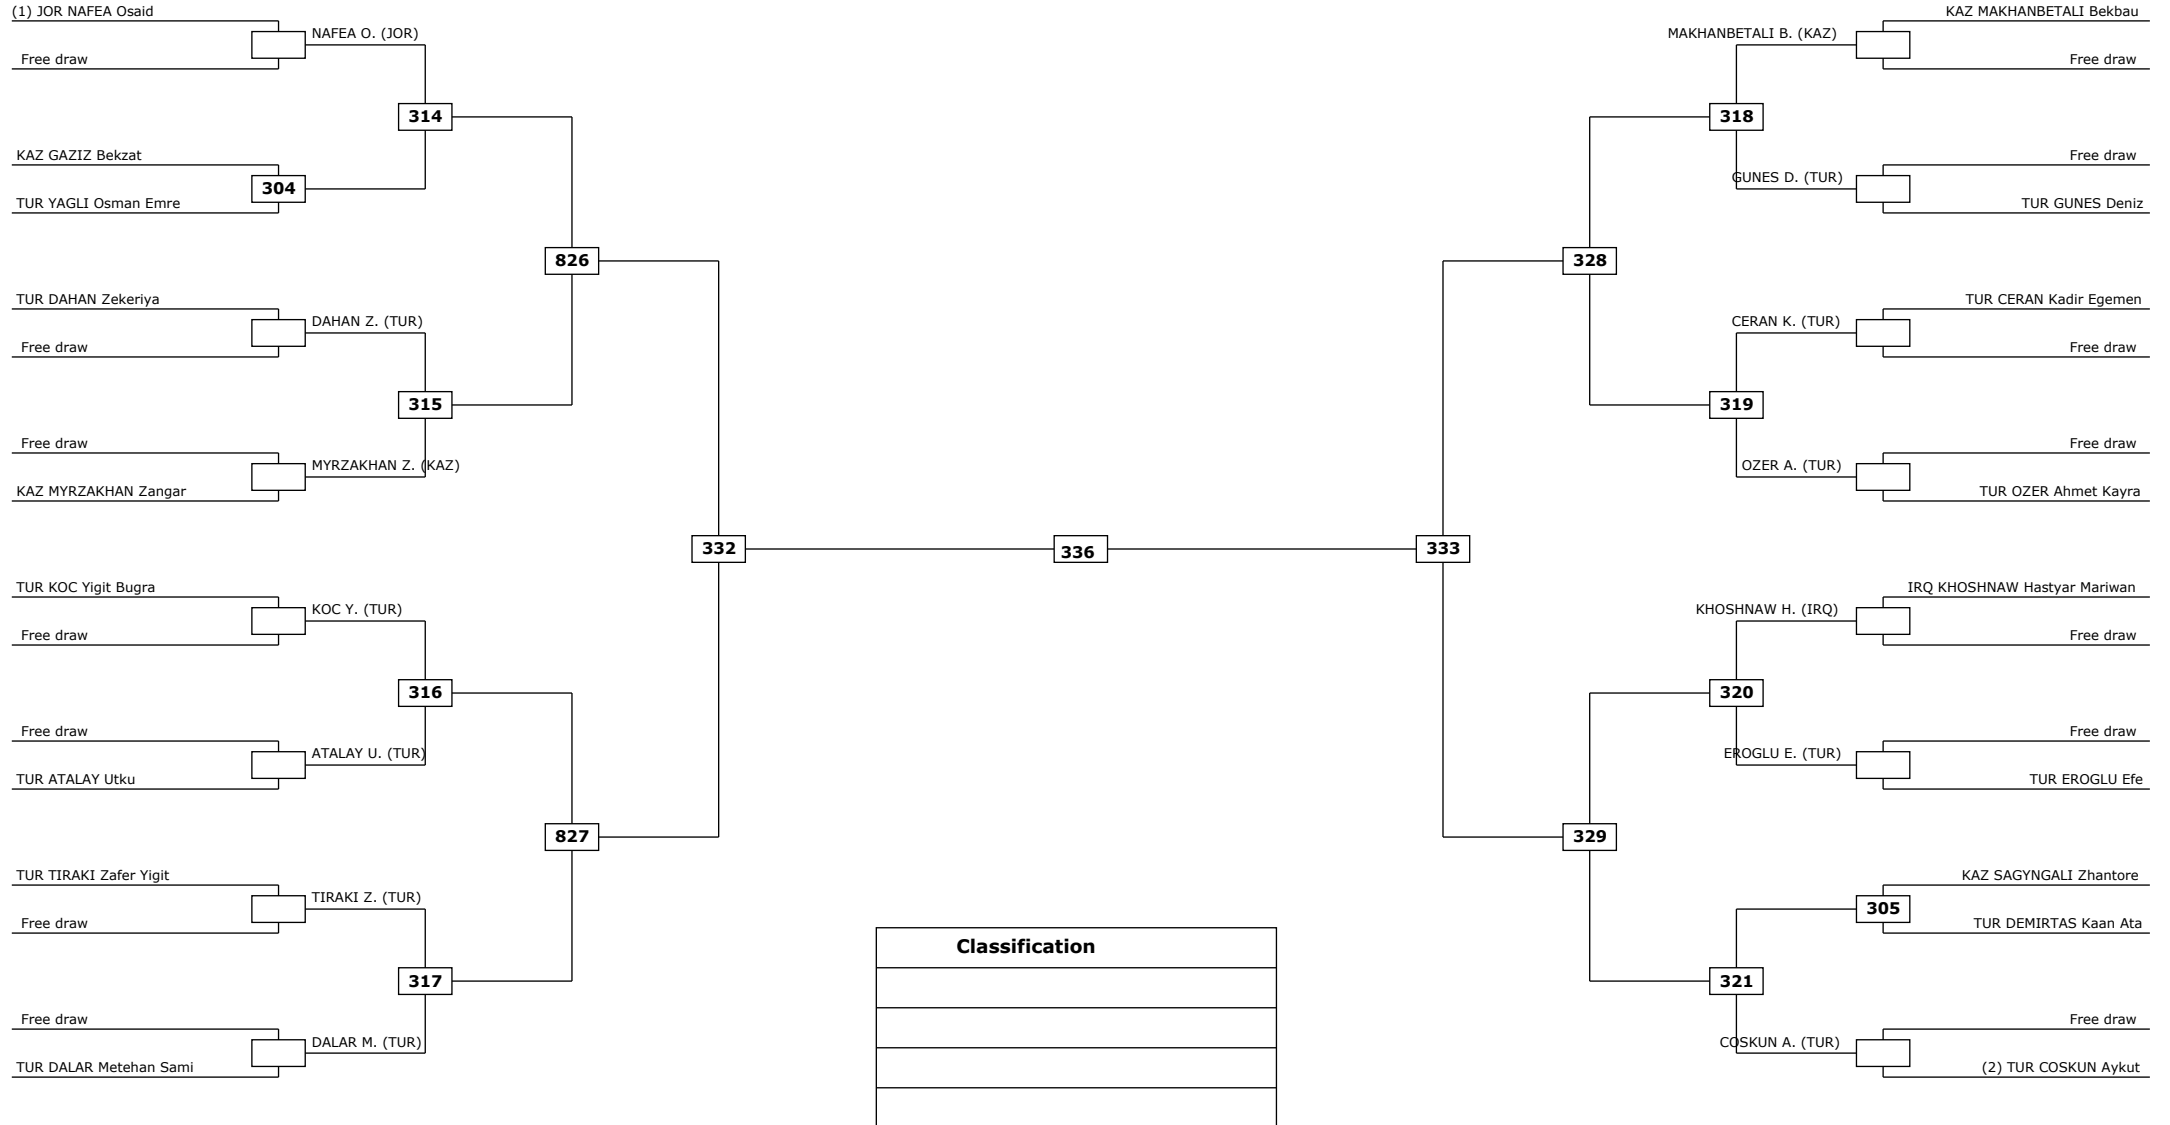 (1) JOR NAFEA Osaid
NAFEA O. (JOR)
Free draw
314
KAZ GAZIZ Bekzat
304
TUR YAGLI Osman Emre
826
TUR DAHAN Zekeriya
DAHAN Z. (TUR)
Free draw
315
Free draw
MYRZAKHAN Z. (KAZ)
KAZ MYRZAKHAN Zangar
332
TUR KOC Yigit Bugra
KOC Y. (TUR)
Free draw
316
Free draw
ATALAY U. (TUR)
TUR ATALAY Utku
827
TUR TIRAKI Zafer Yigit
TIRAKI Z. (TUR)
Free draw
317
Free draw
DALAR M. (TUR)
TUR DALAR Metehan Sami
336
Classification
KAZ MAKHANBETALI Bekbau
MAKHANBETALI B. (KAZ)
Free draw
318
Free draw
GUNES D. (TUR)
TUR GUNES Deniz
328
TUR CERAN Kadir Egemen
CERAN K. (TUR)
Free draw
319
Free draw
OZER A. (TUR)
TUR OZER Ahmet Kayra
333
IRQ KHOSHNAW Hastyar Mariwan
KHOSHNAW H. (IRQ)
Free draw
320
Free draw
EROGLU E. (TUR)
TUR EROGLU Efe
329
KAZ SAGYNGALI Zhantore
305
TUR DEMIRTAS Kaan Ata
321
Free draw
COSKUN A. (TUR)
(2) TUR COSKUN Aykut